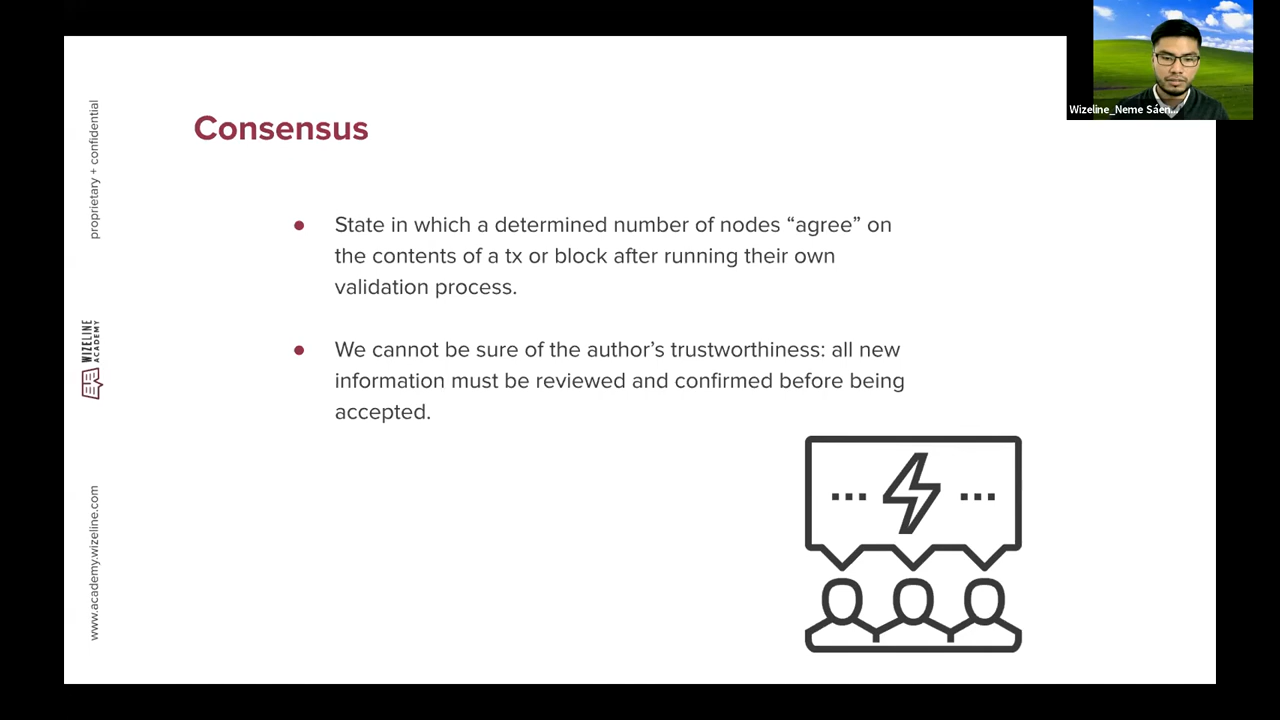 Wizeline_Neme Sáen...
proprietary + confidential
Consensus
● State in which a determined number of nodes “agree” on
the contents of a tx or block after running their own
validation process.
● We cannot be sure of the author’s trustworthiness: all new
information must be reviewed and confirmed before being
accepted.
WIZELINE
ACADEMY
www.academy.wizeline.com